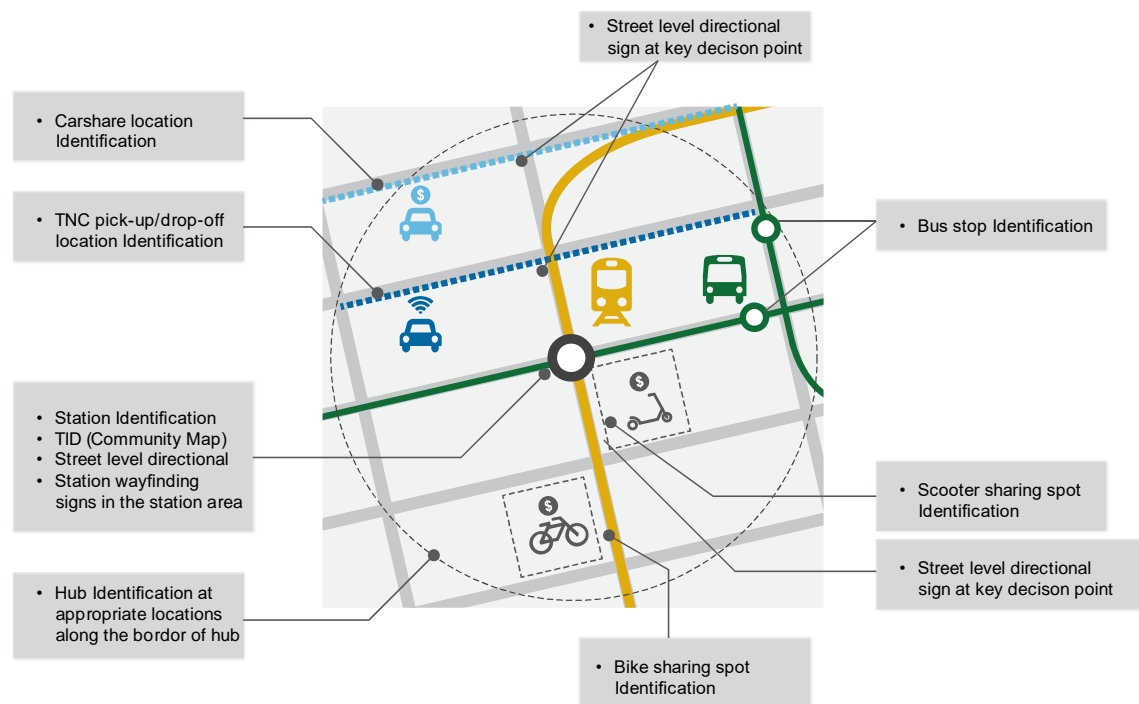 • Street level directional
sign at key decison point
• Carshare location
Identification
• TNC pick-up/drop-off
location Identification
• Bus stop Identification
$
$
$
• Station Identification
• TID (Community Map)
• Street level directional
• Station wayfinding
signs in the station area
• Scooter sharing spot
Identification
• Street level directional
sign at key decison point
• Hub Identification at
appropriate locations
along the bordor of hub
• Bike sharing spot
Identification